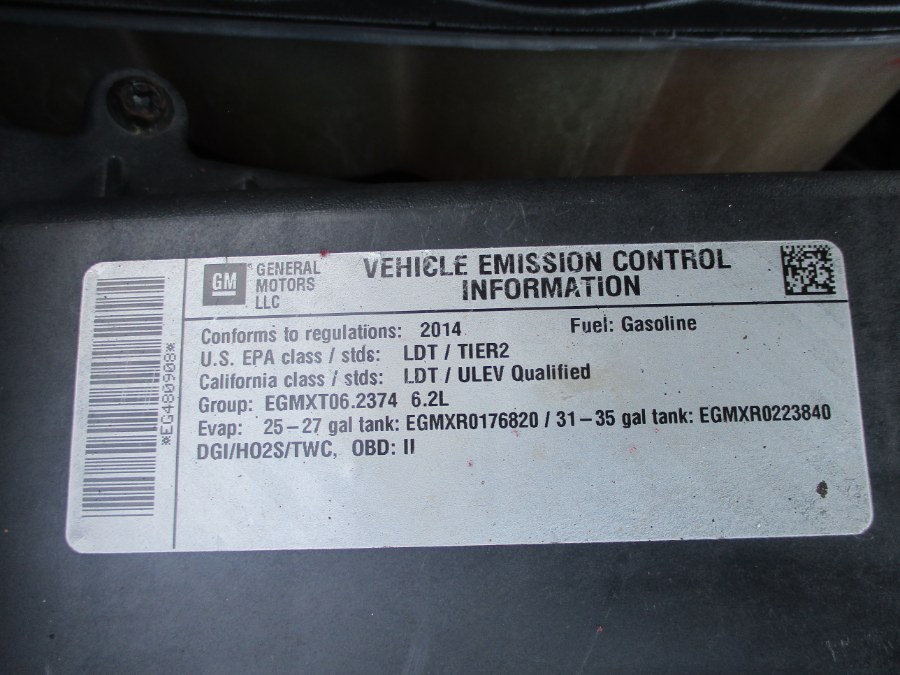 *EG480908*
GM
GENERAL
MOTORS
LLC
VEHICLE EMISSION CONTROL
INFORMATION
Conforms to regulations: 2014 Fuel: Gasoline
U.S. EPA class / stds: LDT / TIER2
California class / stds: LDT / ULEV Qualified
Group: EGMXT06.2374 6.2L
Evap: 25–27 gal tank: EGMXR0176820 / 31–35 gal tank: EGMXR0223840
DGI/HO2S/TWC, OBD: II